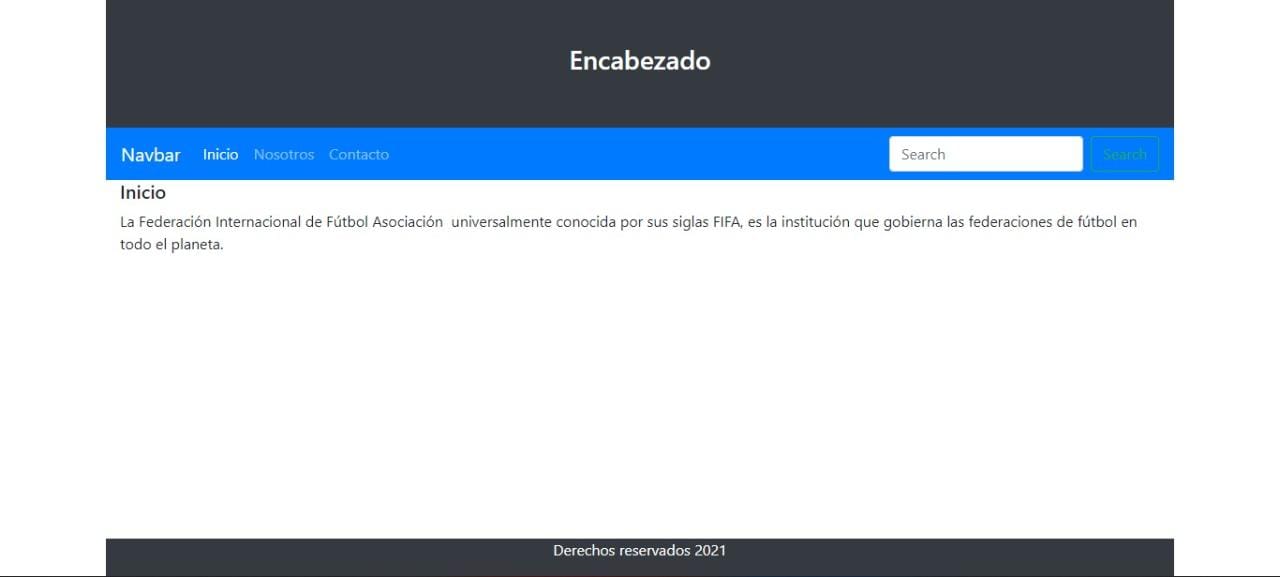 Encabezado
Navbar Inicio Nosotros Contacto Search Search
Inicio
La Federación Internacional de Fútbol Asociación  universalmente conocida por sus siglas FIFA, es la institución que gobierna las federaciones de fútbol en
todo el planeta.
Derechos reservados 2021